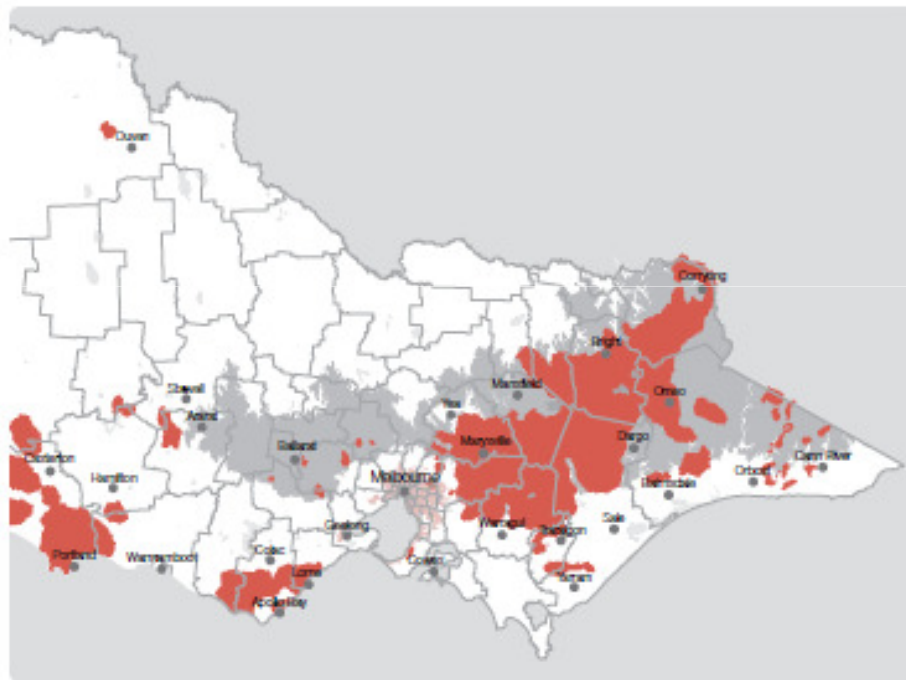 Ouyen
Corryong
Bright
Mansfield
Omeo
Stawell
Ararat
Yea
Marysville
Dargo
Ballarat
Cann River
Orbost
Casterton
Hamilton
Melbourne
Bairnsdale
Geelong
Warragul
Traralgon
Sale
Portland
Warrnambool
Colac
Lorne
Cowes
Yarram
Apollo Bay